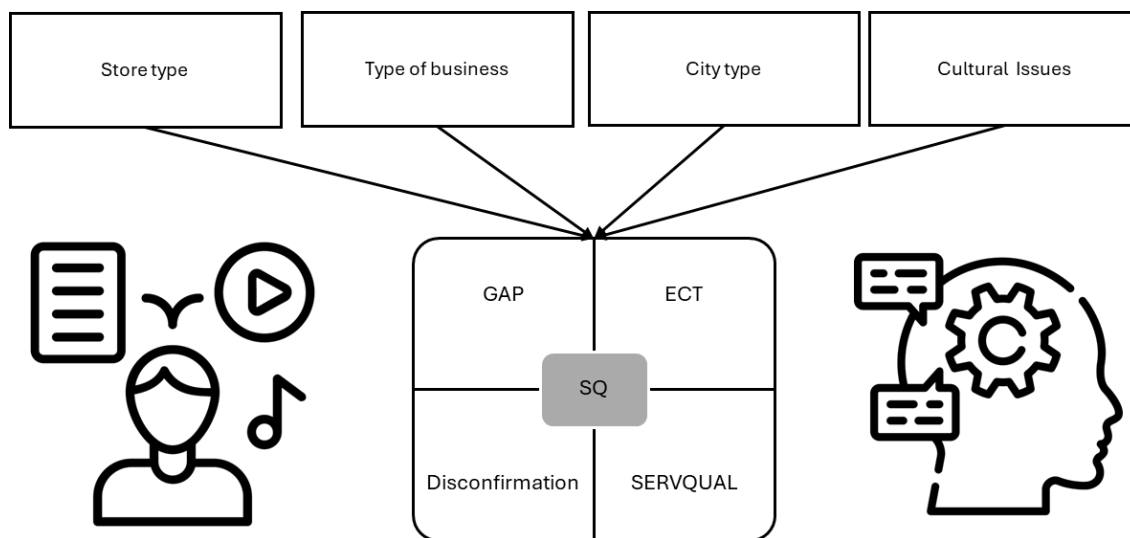 Store type
Type of business
City type
Cultural Issues
GAP
ECT
SQ
Disconfirmation
SERVQUAL